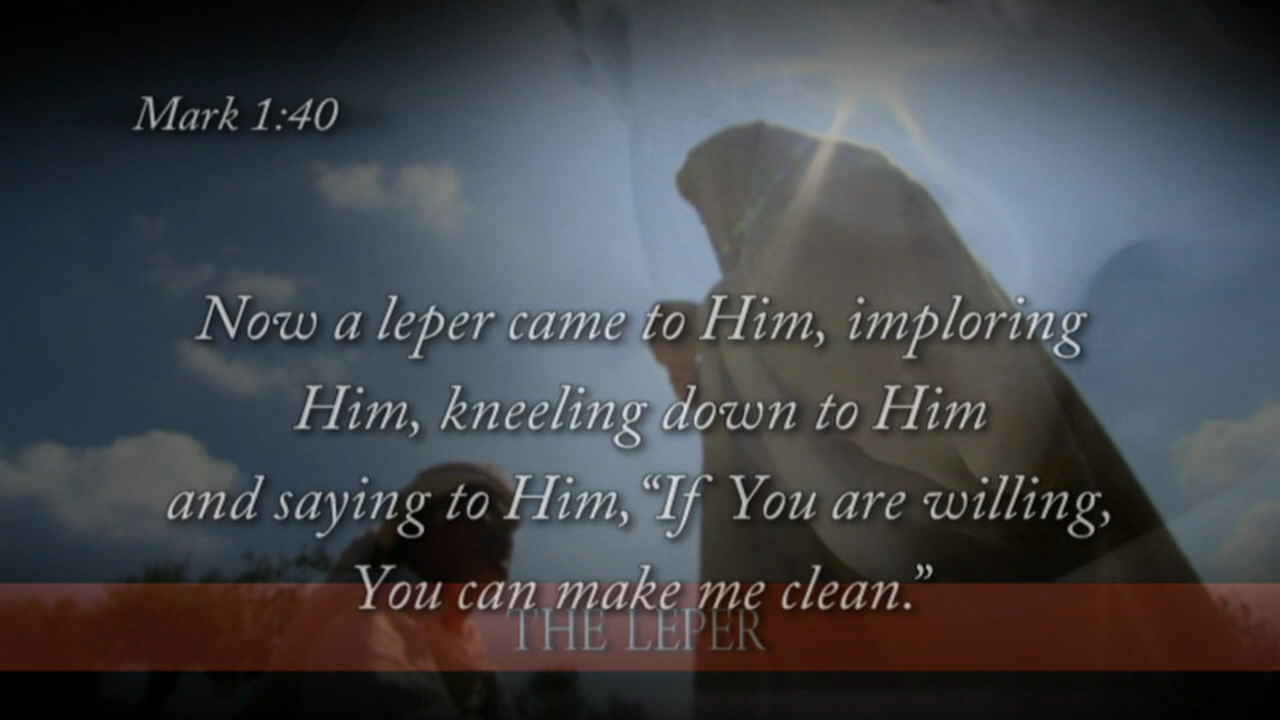 Mark 1:40
Now a leper came to Him, imploring
Him, kneeling down to Him
and saying to Him, “If You are willing,
You can make me clean.”
THE LEPER